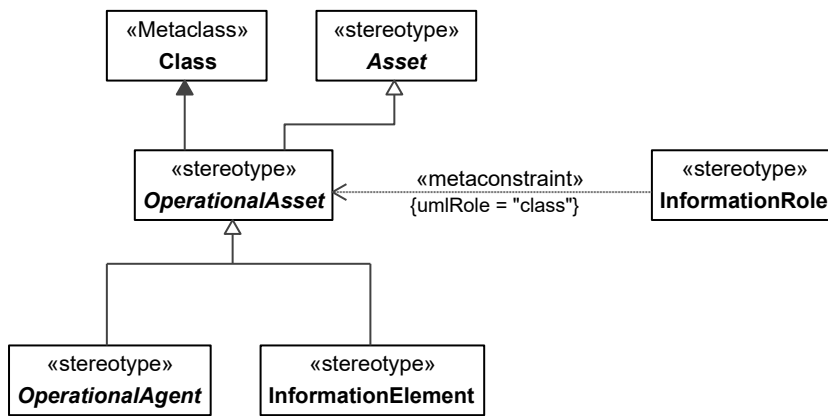 «Metaclass»
Class
«stereotype»
Asset
«stereotype»
OperationalAsset
«metaconstraint»
{umlRole = "class"}
«stereotype»
InformationRole
«stereotype»
OperationalAgent
«stereotype»
InformationElement